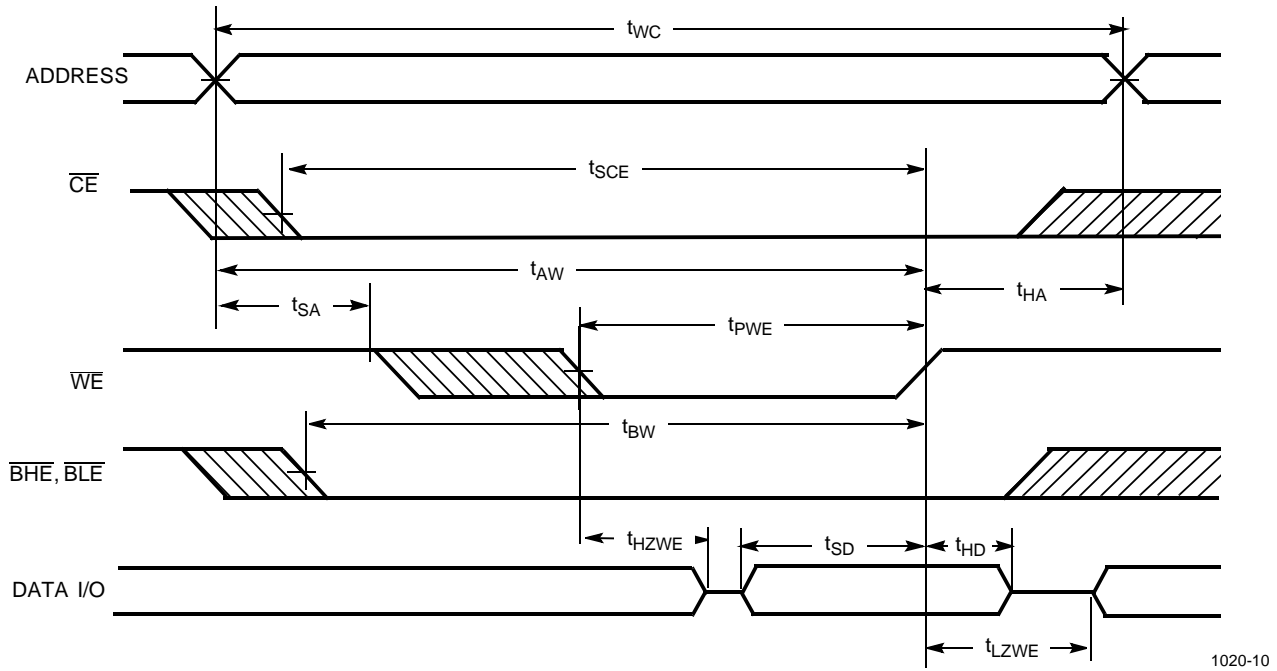 tWC
ADDRESS
tSCE
CE
tAW
tSA
tHA
tPWE
WE
tBW
BHE, BLE
tHZWE
tSD
tHD
DATA I/O
tLZWE
1020-10